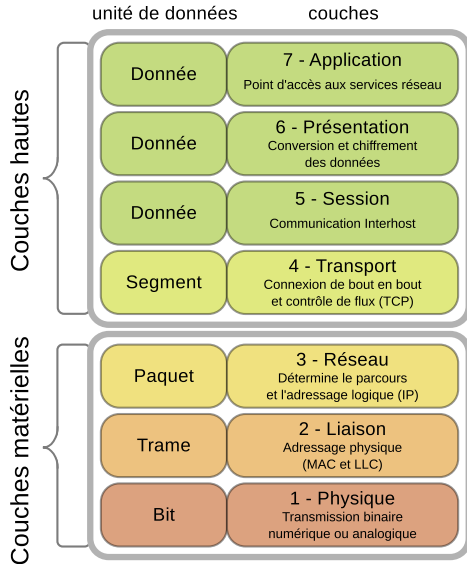 unité de données
couches
Couches hautes
Donnée
7 - Application
Point d'accès aux services réseau
Donnée
6 - Présentation
Conversion et chiffrement
des données
Donnée
5 - Session
Communication Interhost
Segment
4 - Transport
Connexion de bout en bout
et contrôle de flux (TCP)
Couches matérielles
Paquet
3 - Réseau
Détermine le parcours
et l'adressage logique (IP)
Trame
2 - Liaison
Adressage physique
(MAC et LLC)
Bit
1 - Physique
Transmission binaire
numérique ou analogique